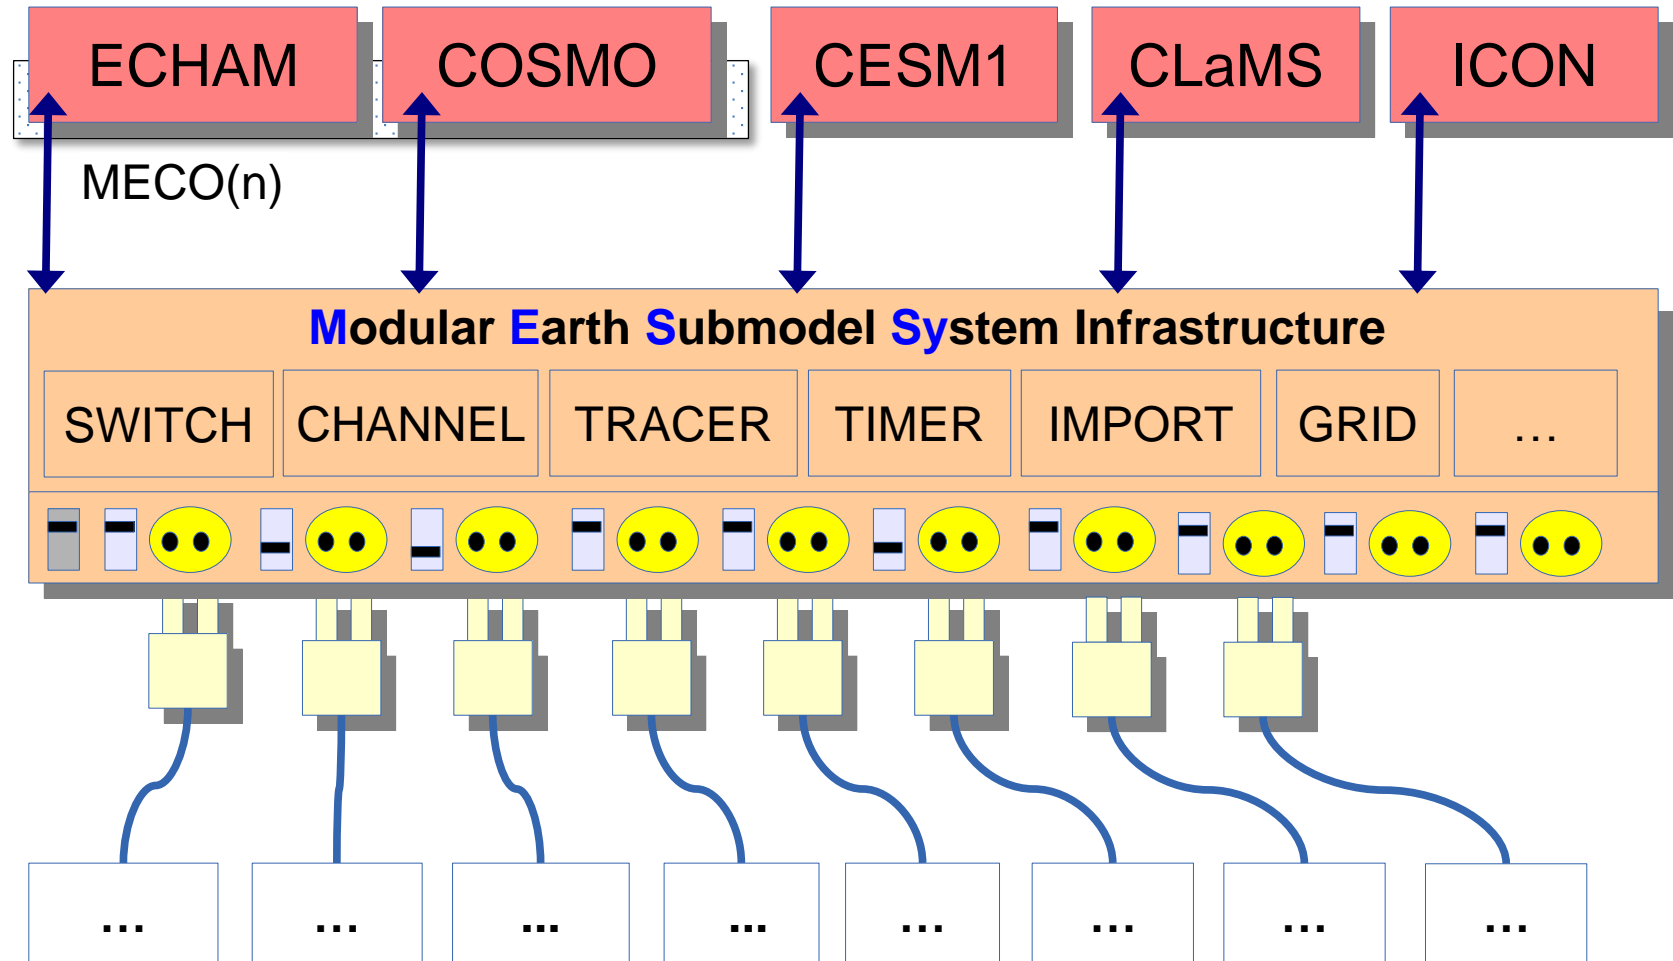 ECHAM COSMO CESM1 CLaMS ICON
MECO(n)
Modular Earth Submodel System Infrastructure
SWITCH CHANNEL TRACER TIMER IMPORT GRID ...
... ... ... ... ... ... ... ...